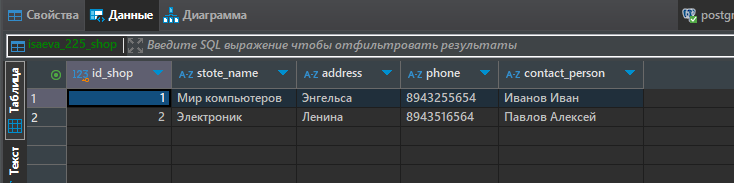 Свойства Данные Диаграмма postgr
isaeva_225_shop Введите SQL выражение чтобы отфильтровать результаты
Таблица
Текст
123 id_shop A-Z stote_name A-Z address A-Z phone A-Z contact_person
1 1 Мир компьютеров Энгельса 8943255654 Иванов Иван
2 2 Электроник Ленина 8943516564 Павлов Алексей